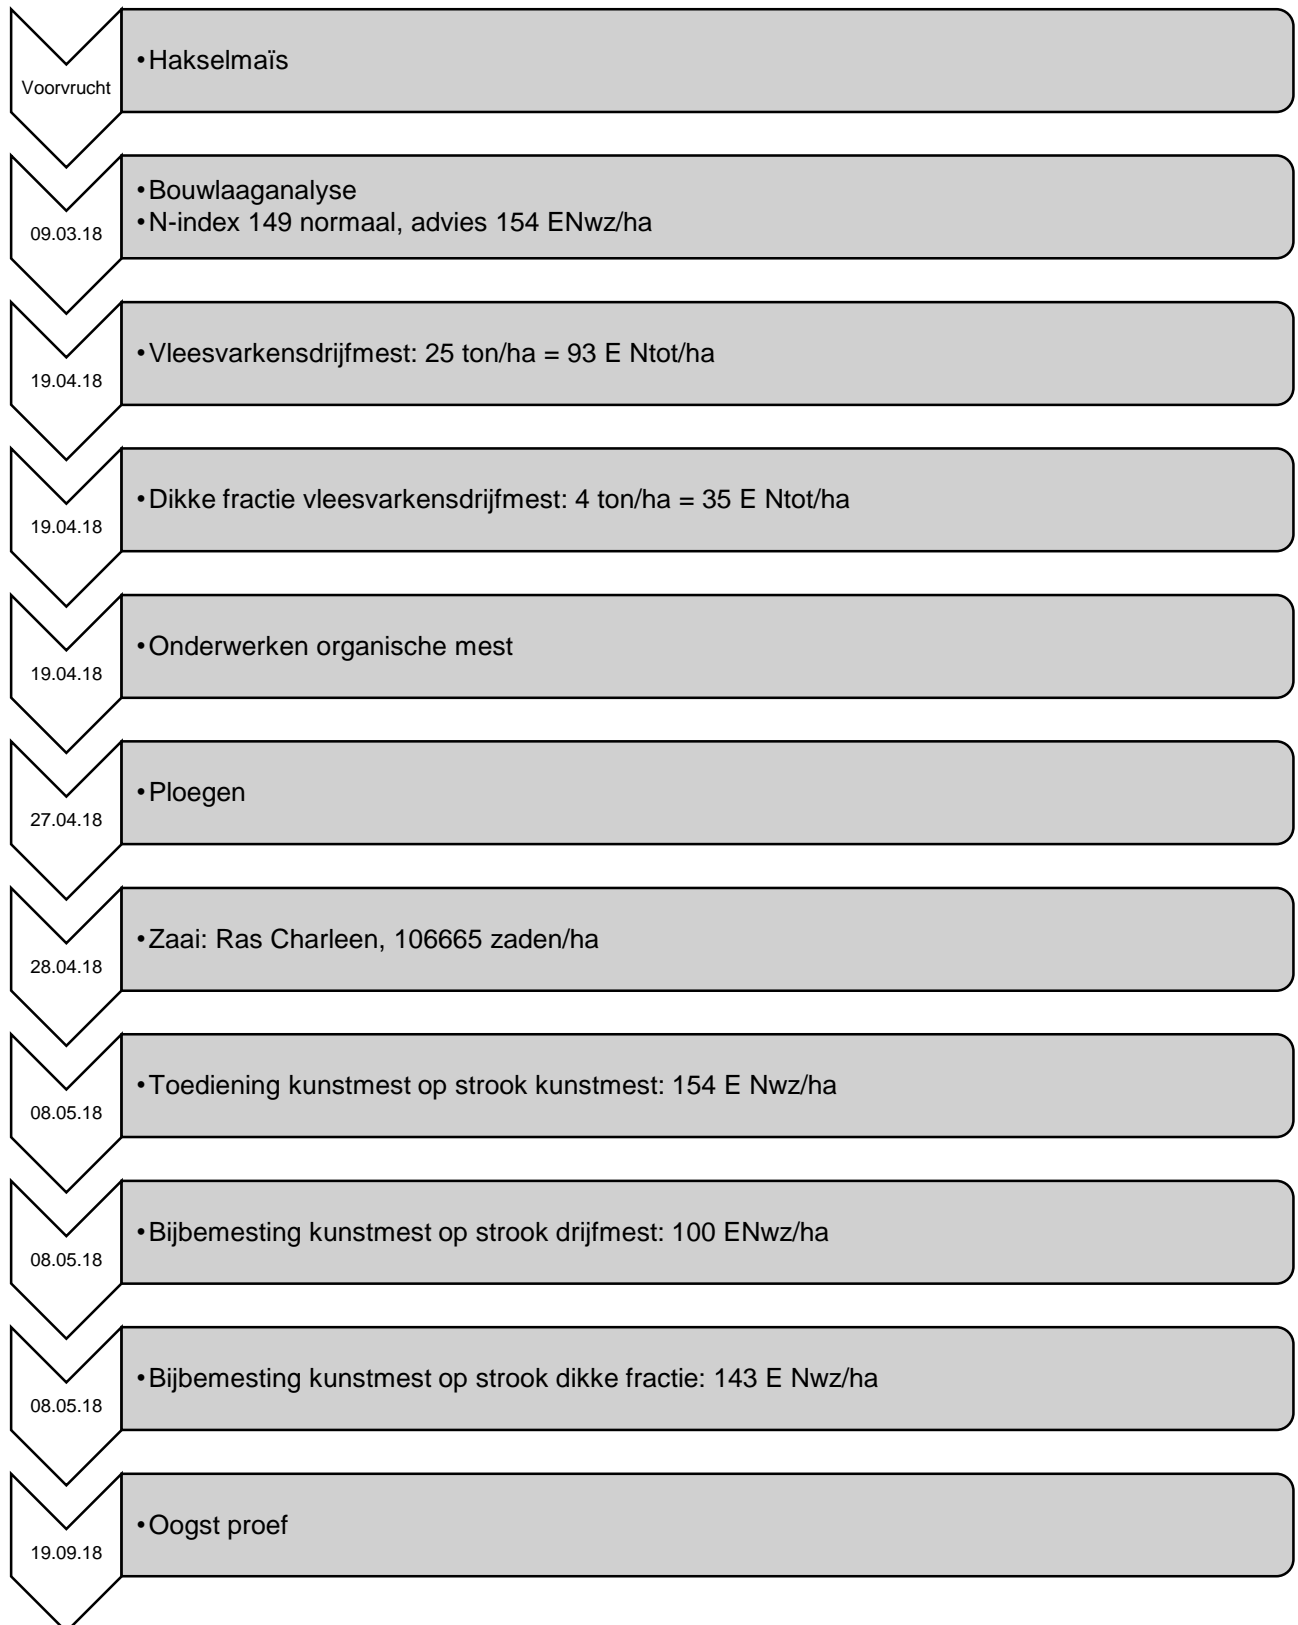 Voorvrucht
•Hakselmaïs
09.03.18
•Bouwlaaganalyse
•N-index 149 normaal, advies 154 ENwz/ha
19.04.18
•Vleesvarkensdrijfmest: 25 ton/ha = 93 E Ntot/ha
19.04.18
•Dikke fractie vleesvarkensdrijfmest: 4 ton/ha = 35 E Ntot/ha
19.04.18
•Onderwerken organische mest
27.04.18
•Ploegen
28.04.18
•Zaai: Ras Charleen, 106665 zaden/ha
08.05.18
•Toediening kunstmest op strook kunstmest: 154 E Nwz/ha
08.05.18
•Bijbemesting kunstmest op strook drijfmest: 100 ENwz/ha
08.05.18
•Bijbemesting kunstmest op strook dikke fractie: 143 E Nwz/ha
19.09.18
•Oogst proef